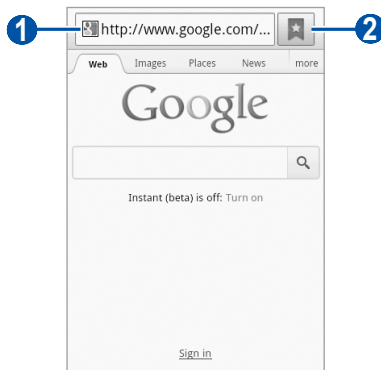 1 http://www.google.com/... 2
Web Images Places News more
Google
Instant (beta) is off: Turn on
Sign in